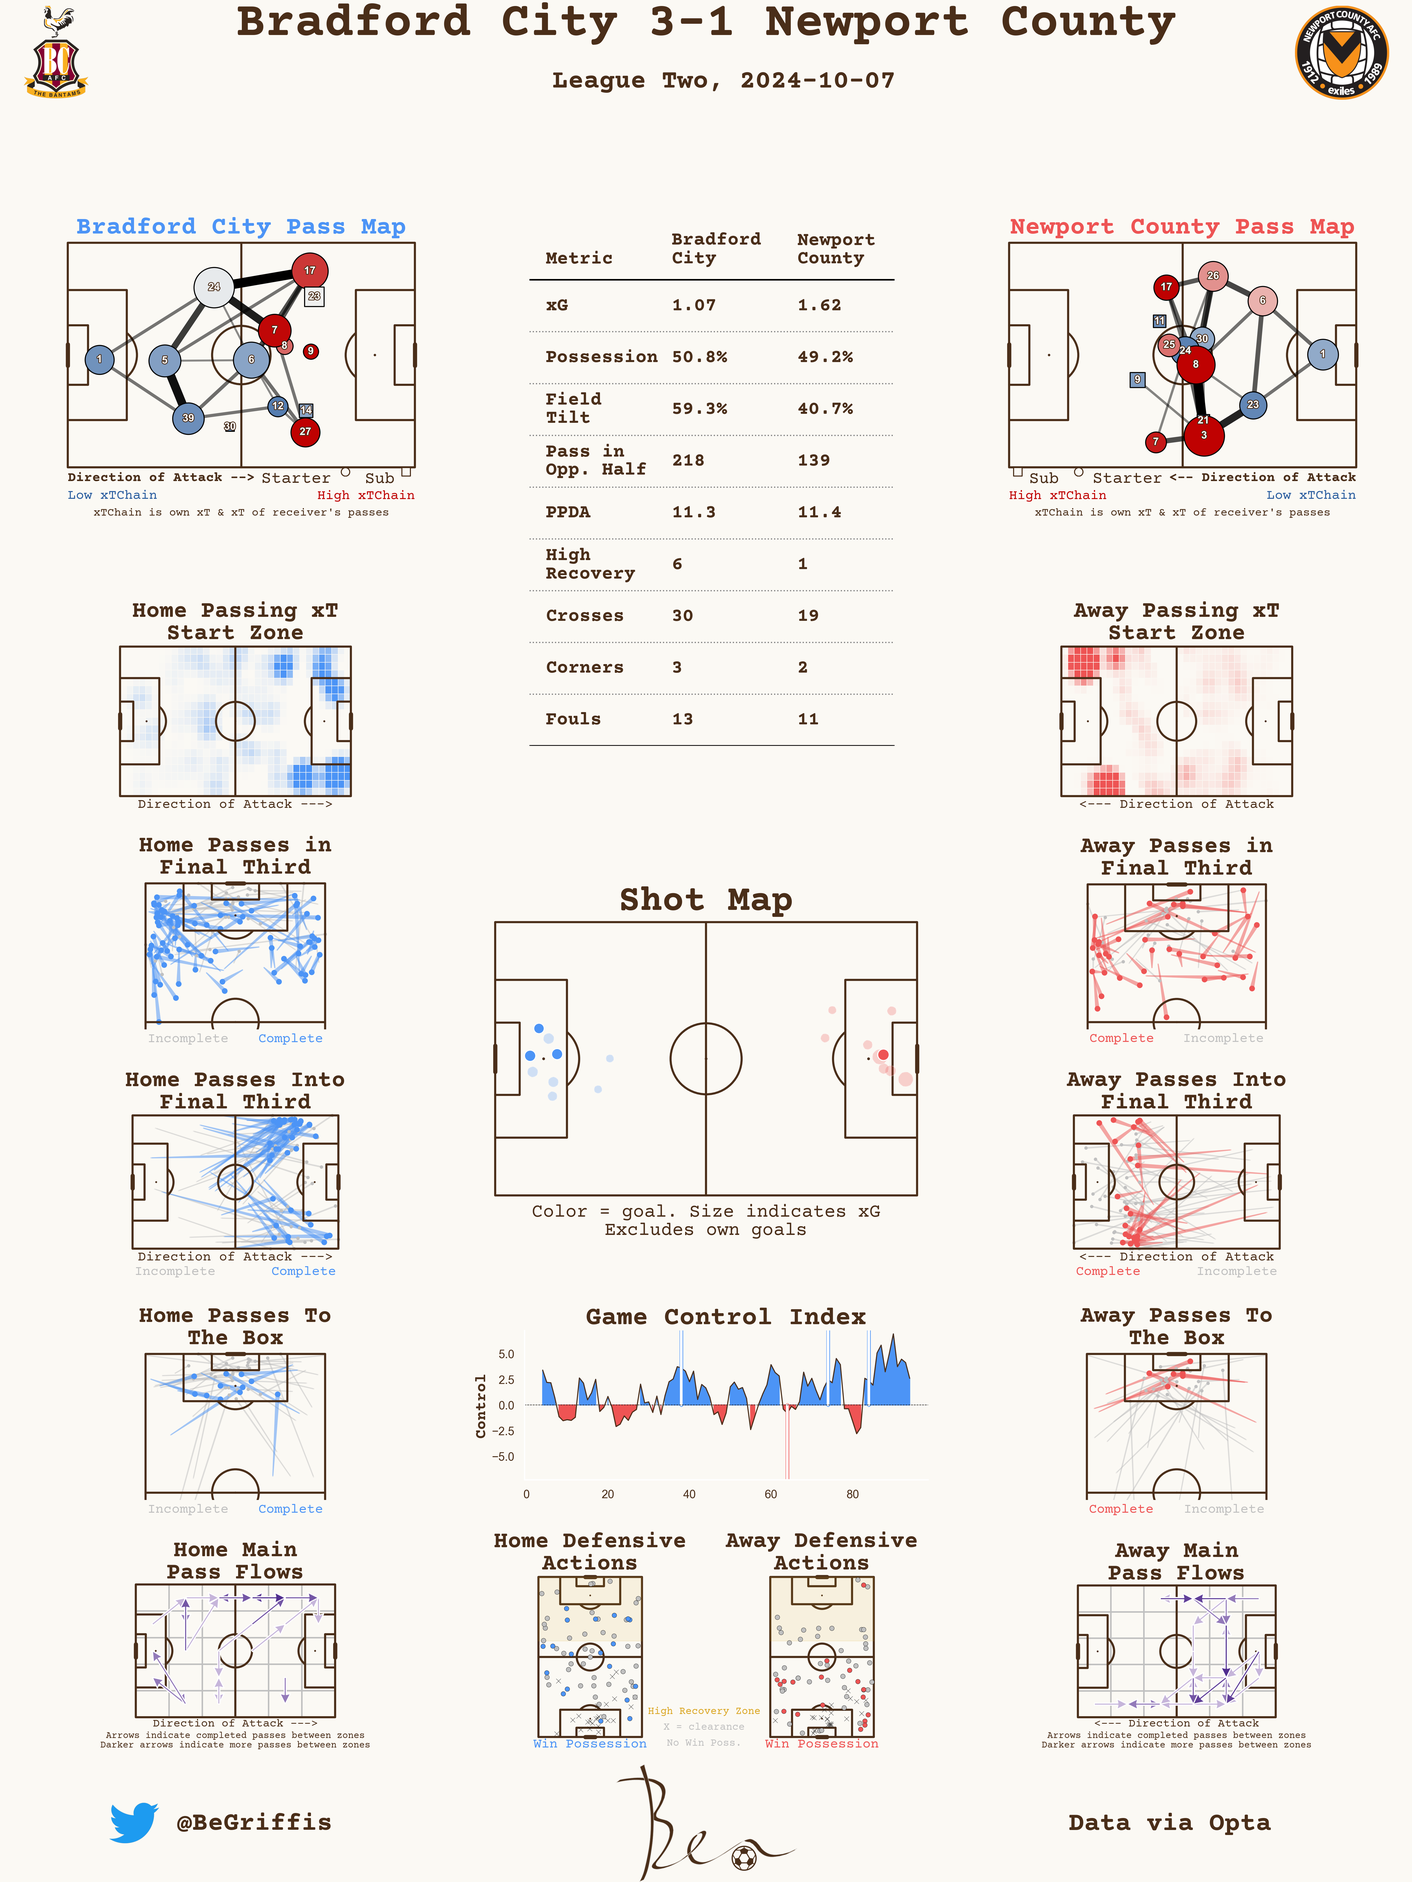 Bradford City 3-1 Newport County
League Two, 2024-10-07
BT
AFC
THE BANTAMS
NEWPORT COUNTY AFC
1912
exiles
1989
Bradford City Pass Map
24
17
23
7
8
9
1
5
6
39
12
14
30
27
Direction of Attack -->
Starter
Sub
Low xTChain
High xTChain
xTChain is own xT & xT of receiver's passes
Metric
Bradford City
Newport County
xG 1.07 1.62
Possession 50.8% 49.2%
Field Tilt 59.3% 40.7%
Pass in Opp. Half 218 139
PPDA 11.3 11.4
High Recovery 6 1
Crosses 30 19
Corners 3 2
Fouls 13 11
Newport County Pass Map
17
26
6
11
25
24
30
8
1
9
23
21
3
7
Sub
Starter
<-- Direction of Attack
High xTChain
Low xTChain
xTChain is own xT & xT of receiver's passes
Home Passing xT
Start Zone
Direction of Attack --->
Away Passing xT
Start Zone
<--- Direction of Attack
Home Passes in
Final Third
Incomplete
Complete
Away Passes in
Final Third
Complete
Incomplete
Shot Map
Color = goal. Size indicates xG
Excludes own goals
Home Passes Into
Final Third
Direction of Attack --->
Incomplete
Complete
Away Passes Into
Final Third
<--- Direction of Attack
Complete
Incomplete
Home Passes To
The Box
Incomplete
Complete
Game Control Index
Control
5.0
2.5
0.0
−2.5
−5.0
0
20
40
60
80
Away Passes To
The Box
Complete
Incomplete
Home Main
Pass Flows
Direction of Attack --->
Arrows indicate completed passes between zones
Darker arrows indicate more passes between zones
Home Defensive
Actions
Win Possession
Away Defensive
Actions
Win Possession
High Recovery Zone
X = clearance
No Win Poss.
Away Main
Pass Flows
<--- Direction of Attack
Arrows indicate completed passes between zones
Darker arrows indicate more passes between zones
@BeGriffis
Ben
Data via Opta